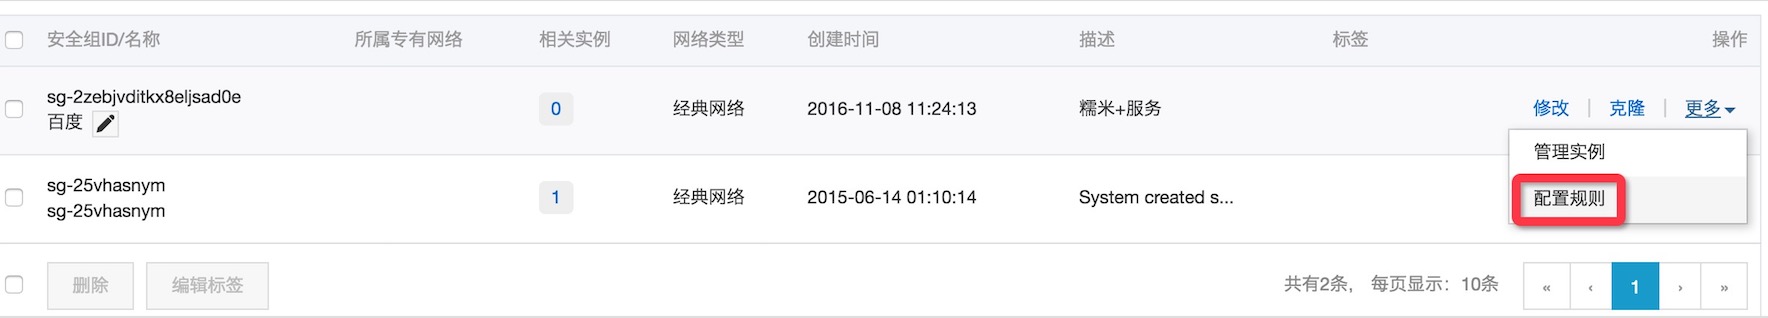 安全组ID/名称 所属专有网络 相关实例 网络类型 创建时间 描述 标签 操作
sg-2zebjvditkx8eljsad0e
百度 0 经典网络 2016-11-08 11:24:13 糯米+服务 修改 | 克隆 | 更多
管理实例
sg-25vhasnym
sg-25vhasnym 1 经典网络 2015-06-14 01:10:14 System created s... 配置规则
删除 编辑标签 共有2条， 每页显示：10条 « ‹ 1 › »